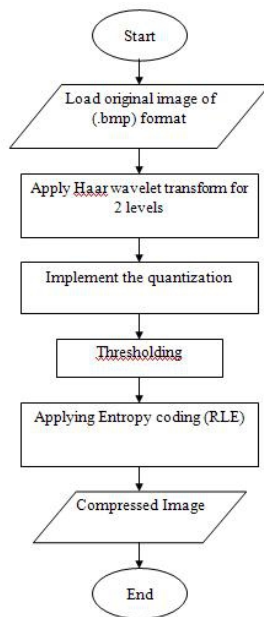 Start
Load original image of
(.bmp) format
Apply Haar wavelet transform for
2 levels
Implement the quantization
Thresholding
Applying Entropy coding (RLE)
Compressed Image
End